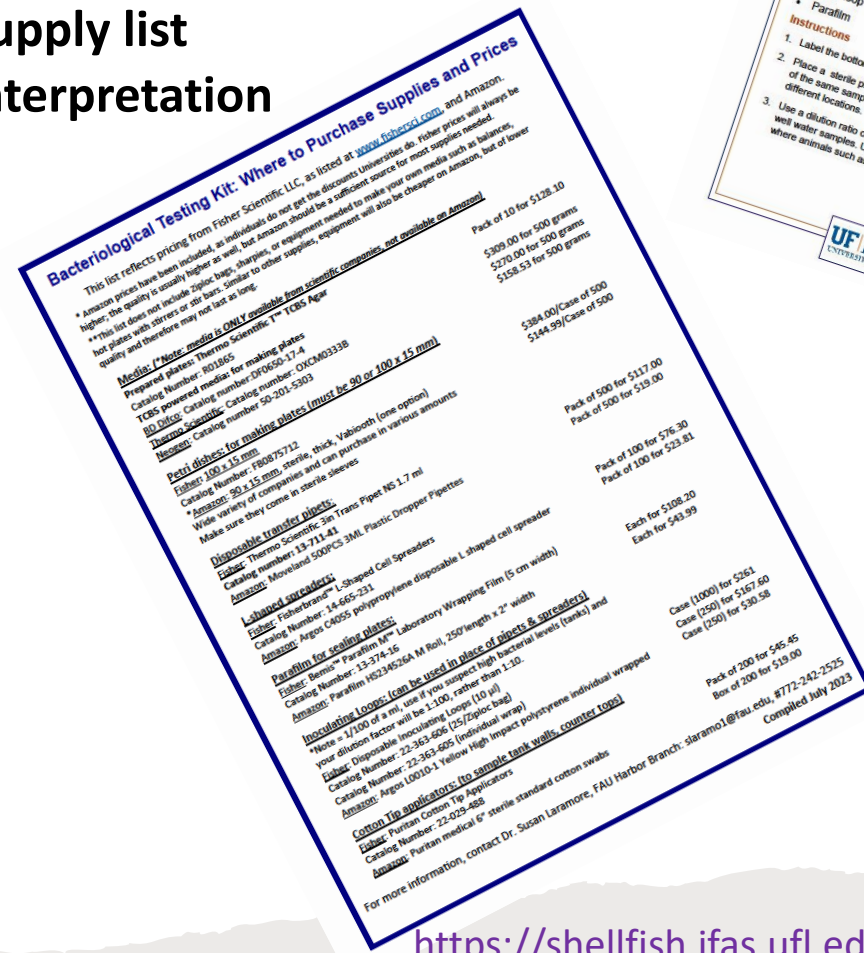 upply list
nterpretation
Bacteriological Testing Kit: Where to Purchase Supplies and Prices
This list reflects pricing from Fisher Scientific LLC, as listed at www.fishersci.com, and Amazon.
* Amazon prices have been included, as individuals do not get the discounts Universities do. Fisher prices will always be
higher; the quality is usually higher as well, but Amazon should be a sufficient source for most supplies needed.
**This list does not include Ziploc bags, sharpies, or equipment needed to make your own media such as balances,
hot plates with stirrers or stir bars. Similar to other supplies, equipment will also be cheaper on Amazon, but of lower
quality and therefore may not last as long.
Media: (*Note: media is ONLY available from scientific companies, not available on Amazon)
Prepared plates: Thermo Scientific T™ TCBS Agar
Catalog Number: R01865 Pack of 10 for $128.10
TCBS powered media: for making plates
BD Difco: Catalog number:DF0650-17-4 $309.00 for 500 grams
Thermo Scientific: Catalog number: OXCM0333B $270.00 for 500 grams
Neogen: Catalog number 50-201-5303 $158.53 for 500 grams
Petri dishes: for making plates (must be 90 or 100 x 15 mm)
Fisher: 100 x 15 mm
Catalog Number: FB0875712 $384.00/Case of 500
*Amazon: 90 x 15 mm, sterile, thick, Vabiooth (one option) $144.99/Case of 500
Wide variety of companies and can purchase in various amounts
Make sure they come in sterile sleeves
Disposable transfer pipets:
Fisher: Thermo Scientific 3in Trans Pipet NS 1.7 ml
Catalog number: 13-711-41 Pack of 500 for $117.00
Amazon: Moveland 500PCS 3ML Plastic Dropper Pipettes Pack of 500 for $19.00
L-shaped spreaders:
Fisher: Fisherbrand™ L-Shaped Cell Spreaders
Catalog Number: 14-665-231 Pack of 100 for $76.30
Amazon: Argos C4055 polypropylene disposable L shaped cell spreader Pack of 100 for $23.81
Parafilm for sealing plates:
Fisher: Bemis™ Parafilm M™ Laboratory Wrapping Film (5 cm width)
Catalog Number: 13-374-16 Each for $108.20
Amazon: Parafilm HS234526A M Roll, 250'length x 2" width Each for $43.99
Inoculating Loops: (can be used in place of pipets & spreaders)
*Note = 1/100 of a ml, use if you suspect high bacterial levels (tanks) and
your dilution factor will be 1:100, rather than 1:10.
Fisher: Disposable Inoculating Loops (10 µl)
Catalog Number: 22-363-606 (25/Ziploc bag) Case (1000) for $261
Catalog Number: 22-363-605 (individual wrap) Case (250) for $167.60
Amazon: Argos L0010-1 Yellow High Impact polystyrene individual wrapped Case (250) for $30.58
Cotton Tip applicators: (to sample tank walls, counter tops)
Fisher: Puritan Cotton Tip Applicators
Catalog Number: 22-029-488 Pack of 200 for $45.45
Amazon: Puritan medical 6" sterile standard cotton swabs Box of 200 for $19.00
For more information, contact Dr. Susan Laramore, FAU Harbor Branch: slaramo1@fau.edu, #772-242-2525
Compiled July 2023
• Parafilm
Instructions
1. Label the botto
2. Place a sterile p
of the same samp
different locations.
3. Use a dilution ratio
well water samples. U
where animals such a
UF
UNIVERSI
https://shellfish.ifas.ufl.ed